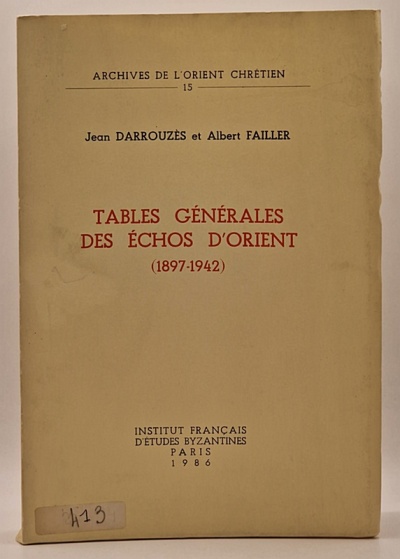 ARCHIVES DE L'ORIENT CHRÉTIEN
15
Jean DARROUZÈS et Albert FAILLER
TABLES GÉNÉRALES
DES ÉCHOS D'ORIENT
(1897-1942)
INSTITUT FRANÇAIS
D'ÉTUDES BYZANTINES
PARIS
1986
413